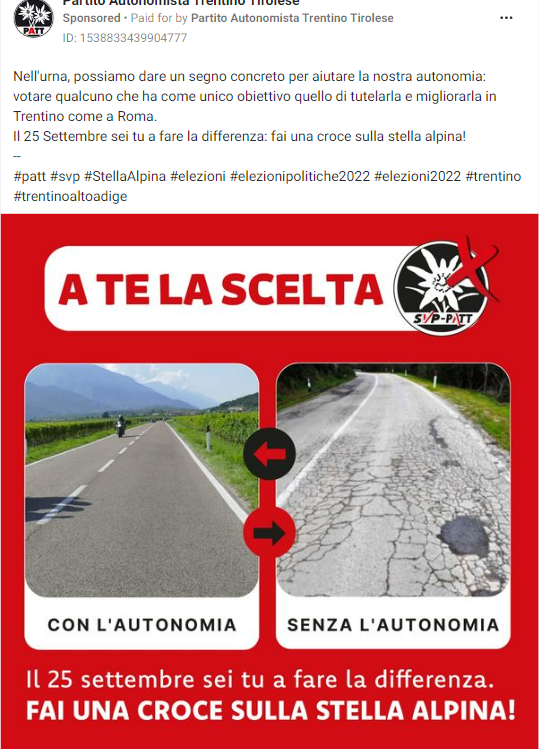 Partito Autonomista Trentino Tirolese
Sponsored • Paid for by Partito Autonomista Trentino Tirolese
ID: 1538833439904777
Nell'urna, possiamo dare un segno concreto per aiutare la nostra autonomia:
votare qualcuno che ha come unico obiettivo quello di tutelarla e migliorarla in
Trentino come a Roma.
Il 25 Settembre sei tu a fare la differenza: fai una croce sulla stella alpina!
--
#patt #svp #StellaAlpina #elezioni #elezionipolitiche2022 #elezioni2022 #trentino
#trentinoaltoadige
PATT
A TE LA SCELTA
SVP-PATT
CON L'AUTONOMIA
SENZA L'AUTONOMIA
Il 25 settembre sei tu a fare la differenza.
FAI UNA CROCE SULLA STELLA ALPINA!